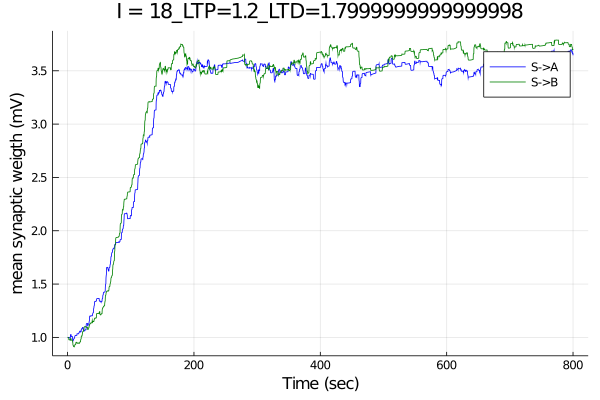 I = 18_LTP=1.2_LTD=1.7999999999999998
mean synaptic weigth (mV)
3.5
3.0
2.5
2.0
1.5
1.0
S->A
S->B
0
200
400
600
800
Time (sec)